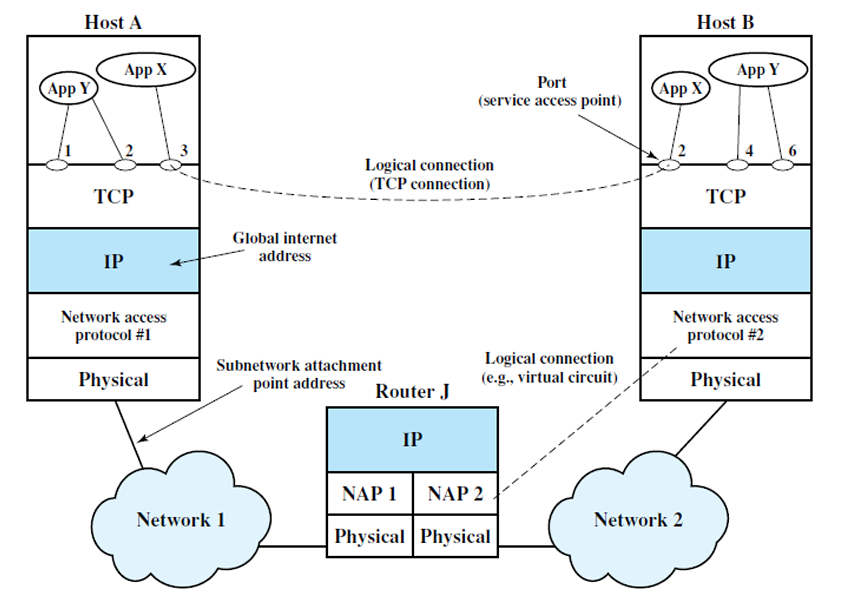 Host A
Host B
App Y
App X
App X
App Y
Port
(service access point)
1
2
3
2
4
6
Logical connection
(TCP connection)
TCP
TCP
Global internet
address
IP
IP
Network access
protocol #1
Network access
protocol #2
Logical connection
(e.g., virtual circuit)
Subnetwork attachment
point address
Physical
Physical
Router J
IP
NAP 1
NAP 2
Physical
Physical
Network 1
Network 2